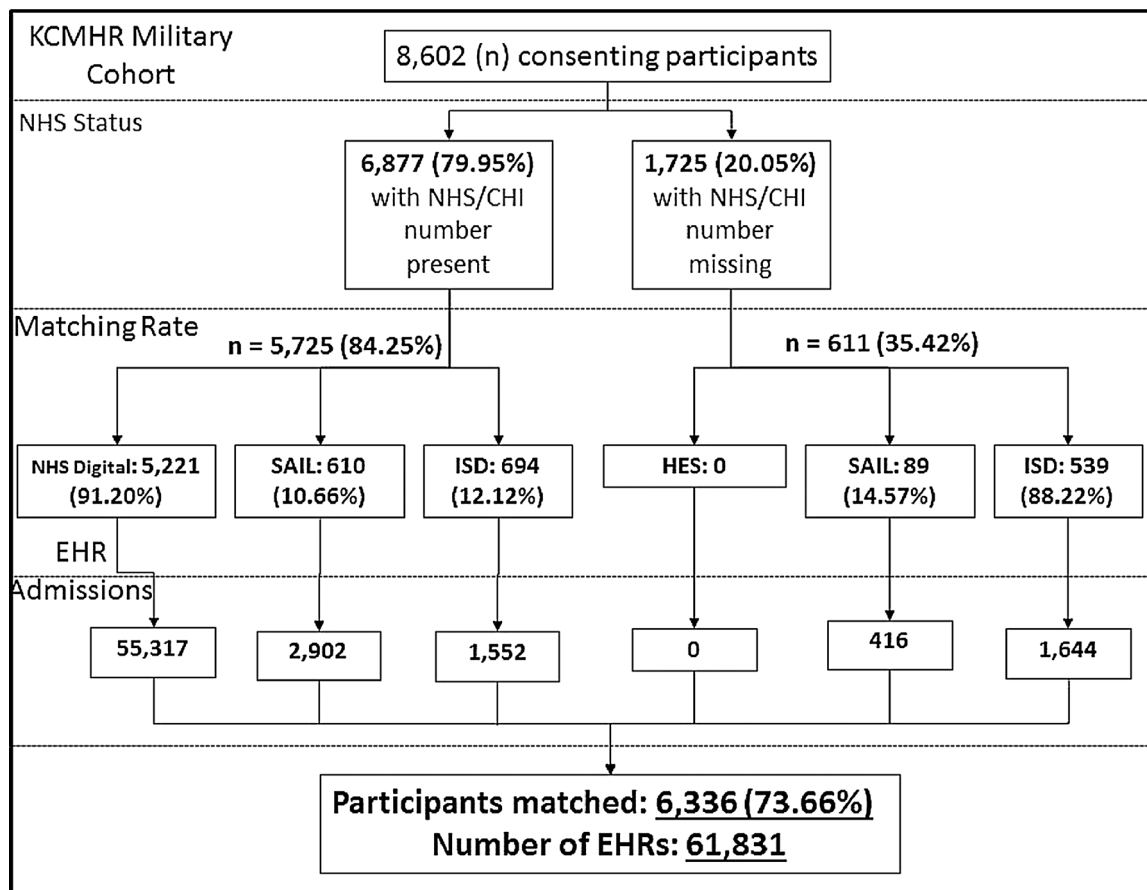 KCMHR Military
Cohort
8,602 (n) consenting participants
NHS Status
6,877 (79.95%)
with NHS/CHI
number
present
1,725 (20.05%)
with NHS/CHI
number
missing
Matching Rate
n = 5,725 (84.25%)
n = 611 (35.42%)
NHS Digital: 5,221
(91.20%)
SAIL: 610
(10.66%)
ISD: 694
(12.12%)
HES: 0
SAIL: 89
(14.57%)
ISD: 539
(88.22%)
EHR
Admissions
55,317
2,902
1,552
0
416
1,644
Participants matched: 6,336 (73.66%)
Number of EHRs: 61,831